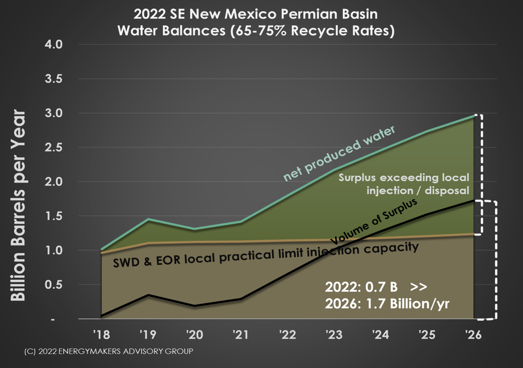 2022 SE New Mexico Permian Basin
Water Balances (65-75% Recycle Rates)
Billion Barrels per Year
4.0
3.5
3.0
2.5
2.0
1.5
1.0
0.5
-
net produced water
Surplus exceeding local
injection / disposal
Volume of Surplus
SWD & EOR local practical limit injection capacity
2022: 0.7 B >>
2026: 1.7 Billion/yr
'18 '19 '20 '21 '22 '23 '24 '25 '26
(C) 2022 ENERGYMAKERS ADVISORY GROUP